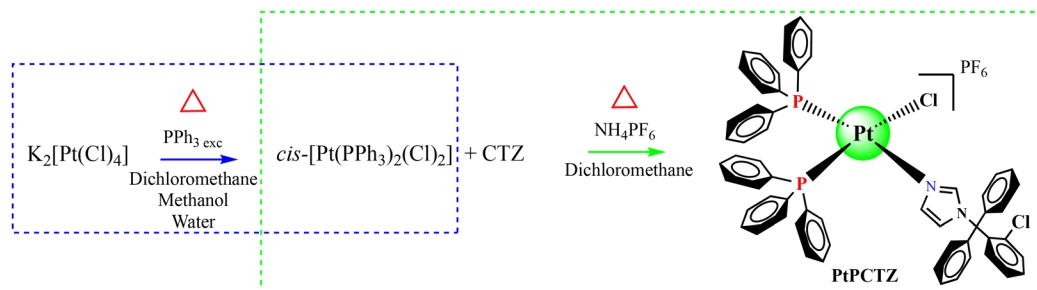 K2[Pt(Cl)4]
PPh3 exc
Dichloromethane
Methanol
Water
cis-[Pt(PPh3)2(Cl)2] + CTZ
NH4PF6
Dichloromethane
PF6
P
Cl
Pt
P
N
N
Cl
PtPCTZ